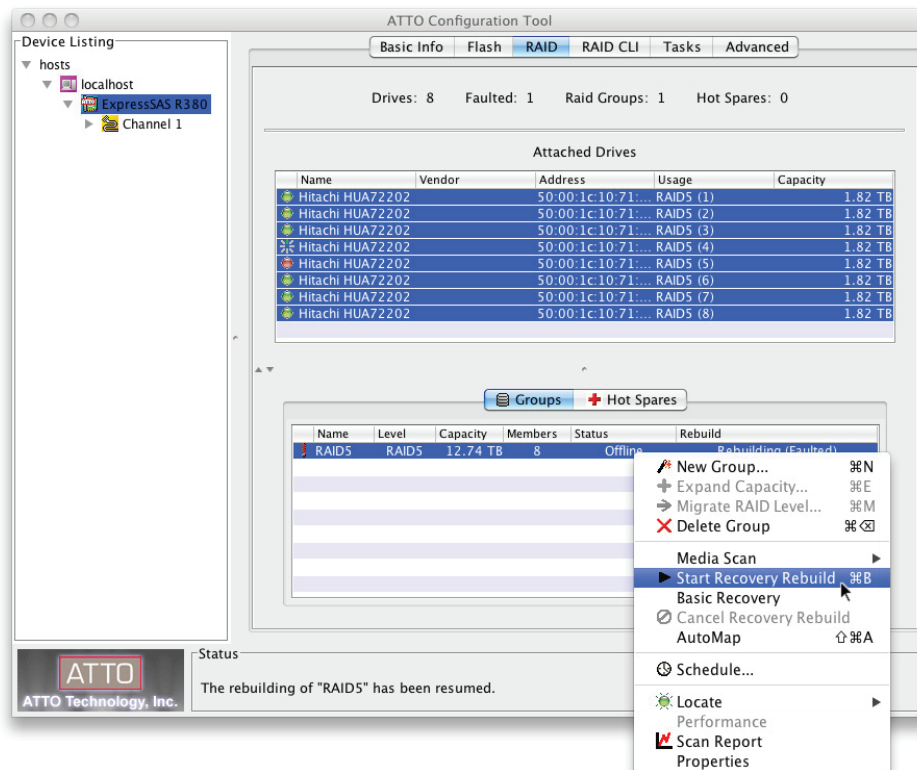 ATTO Configuration Tool
Device Listing
hosts
localhost
ExpressSAS R380
Channel 1
Basic Info Flash RAID RAID CLI Tasks Advanced
Drives: 8 Faulted: 1 Raid Groups: 1 Hot Spares: 0
Attached Drives
Name Vendor Address Usage Capacity
Hitachi HUA72202 50:00:1c:10:71:... RAID5 (1) 1.82 TB
Hitachi HUA72202 50:00:1c:10:71:... RAID5 (2) 1.82 TB
Hitachi HUA72202 50:00:1c:10:71:... RAID5 (3) 1.82 TB
Hitachi HUA72202 50:00:1c:10:71:... RAID5 (4) 1.82 TB
Hitachi HUA72202 50:00:1c:10:71:... RAID5 (5) 1.82 TB
Hitachi HUA72202 50:00:1c:10:71:... RAID5 (6) 1.82 TB
Hitachi HUA72202 50:00:1c:10:71:... RAID5 (7) 1.82 TB
Hitachi HUA72202 50:00:1c:10:71:... RAID5 (8) 1.82 TB
Groups Hot Spares
Name Level Capacity Members Status Rebuild
RAID5 RAID5 12.74 TB 8 Offline Rebuilding (Faulted)
New Group... ⌘N
Expand Capacity... ⌘E
Migrate RAID Level... ⌘M
Delete Group ⌘⌫
Media Scan
Start Recovery Rebuild ⌘B
Basic Recovery
Cancel Recovery Rebuild
AutoMap ⇧⌘A
Schedule...
Locate
Performance
Scan Report
Properties
ATTO
ATTO Technology, Inc.
Status
The rebuilding of "RAID5" has been resumed.